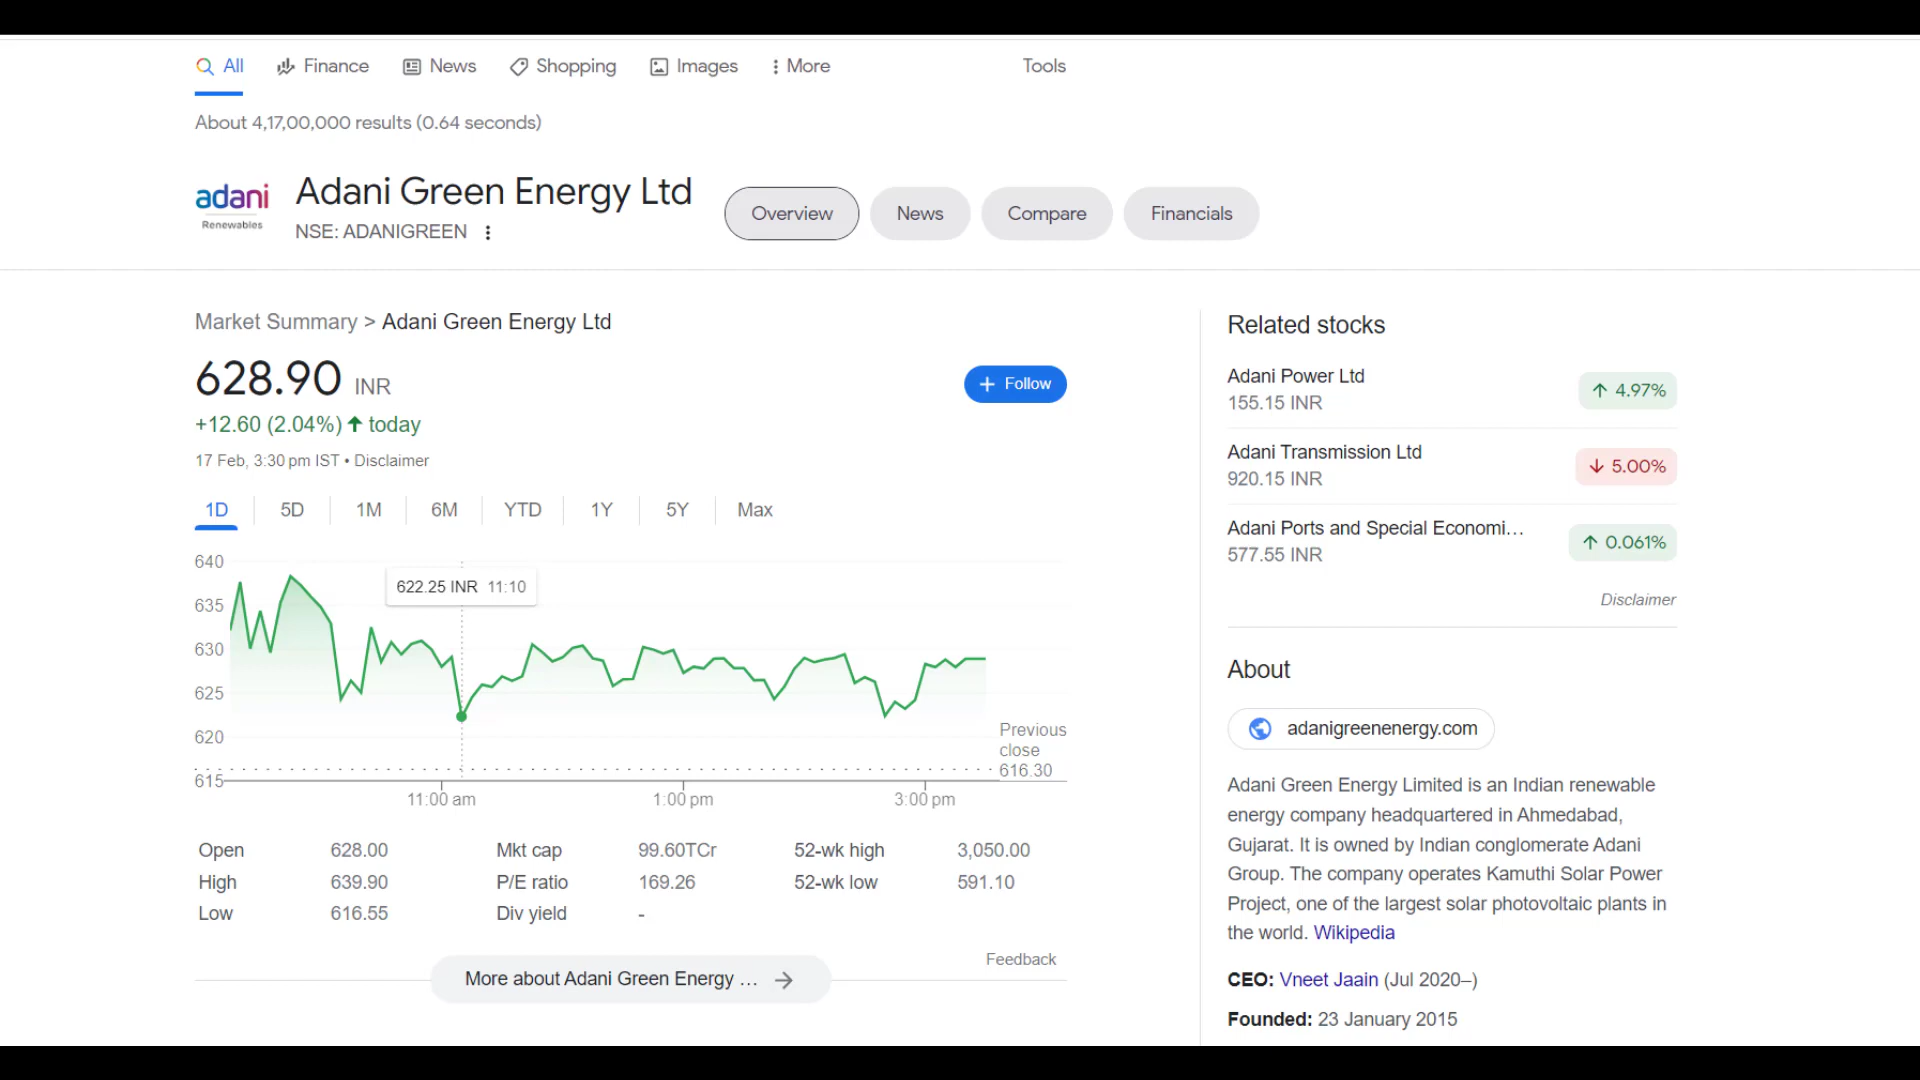 All Finance News Shopping Images More Tools
About 4,17,00,000 results (0.64 seconds)
adani
Renewables
Adani Green Energy Ltd
NSE: ADANIGREEN
Overview News Compare Financials
Market Summary > Adani Green Energy Ltd
628.90 INR
+ Follow
+12.60 (2.04%) ↑ today
17 Feb, 3:30 pm IST • Disclaimer
1D 5D 1M 6M YTD 1Y 5Y Max
640
635
630
625
620
615
622.25 INR 11:10
Previous
close
616.30
11:00 am 1:00 pm 3:00 pm
Open 628.00 Mkt cap 99.60TCr 52-wk high 3,050.00
High 639.90 P/E ratio 169.26 52-wk low 591.10
Low 616.55 Div yield -
Feedback
More about Adani Green Energy … →
Related stocks
Adani Power Ltd
155.15 INR
↑ 4.97%
Adani Transmission Ltd
920.15 INR
↓ 5.00%
Adani Ports and Special Economi…
577.55 INR
↑ 0.061%
Disclaimer
About
adanigreenenergy.com
Adani Green Energy Limited is an Indian renewable
energy company headquartered in Ahmedabad,
Gujarat. It is owned by Indian conglomerate Adani
Group. The company operates Kamuthi Solar Power
Project, one of the largest solar photovoltaic plants in
the world. Wikipedia
CEO: Vneet Jaain (Jul 2020–)
Founded: 23 January 2015